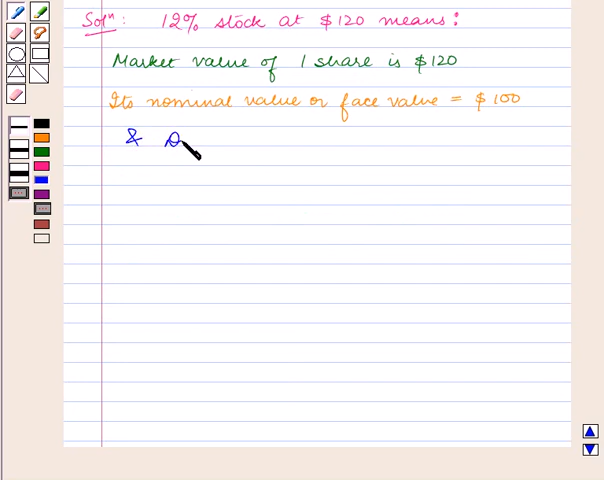 Solⁿ: 12% stock at $120 means:
Market value of 1 share is $120
Its nominal value or face value = $100
& D